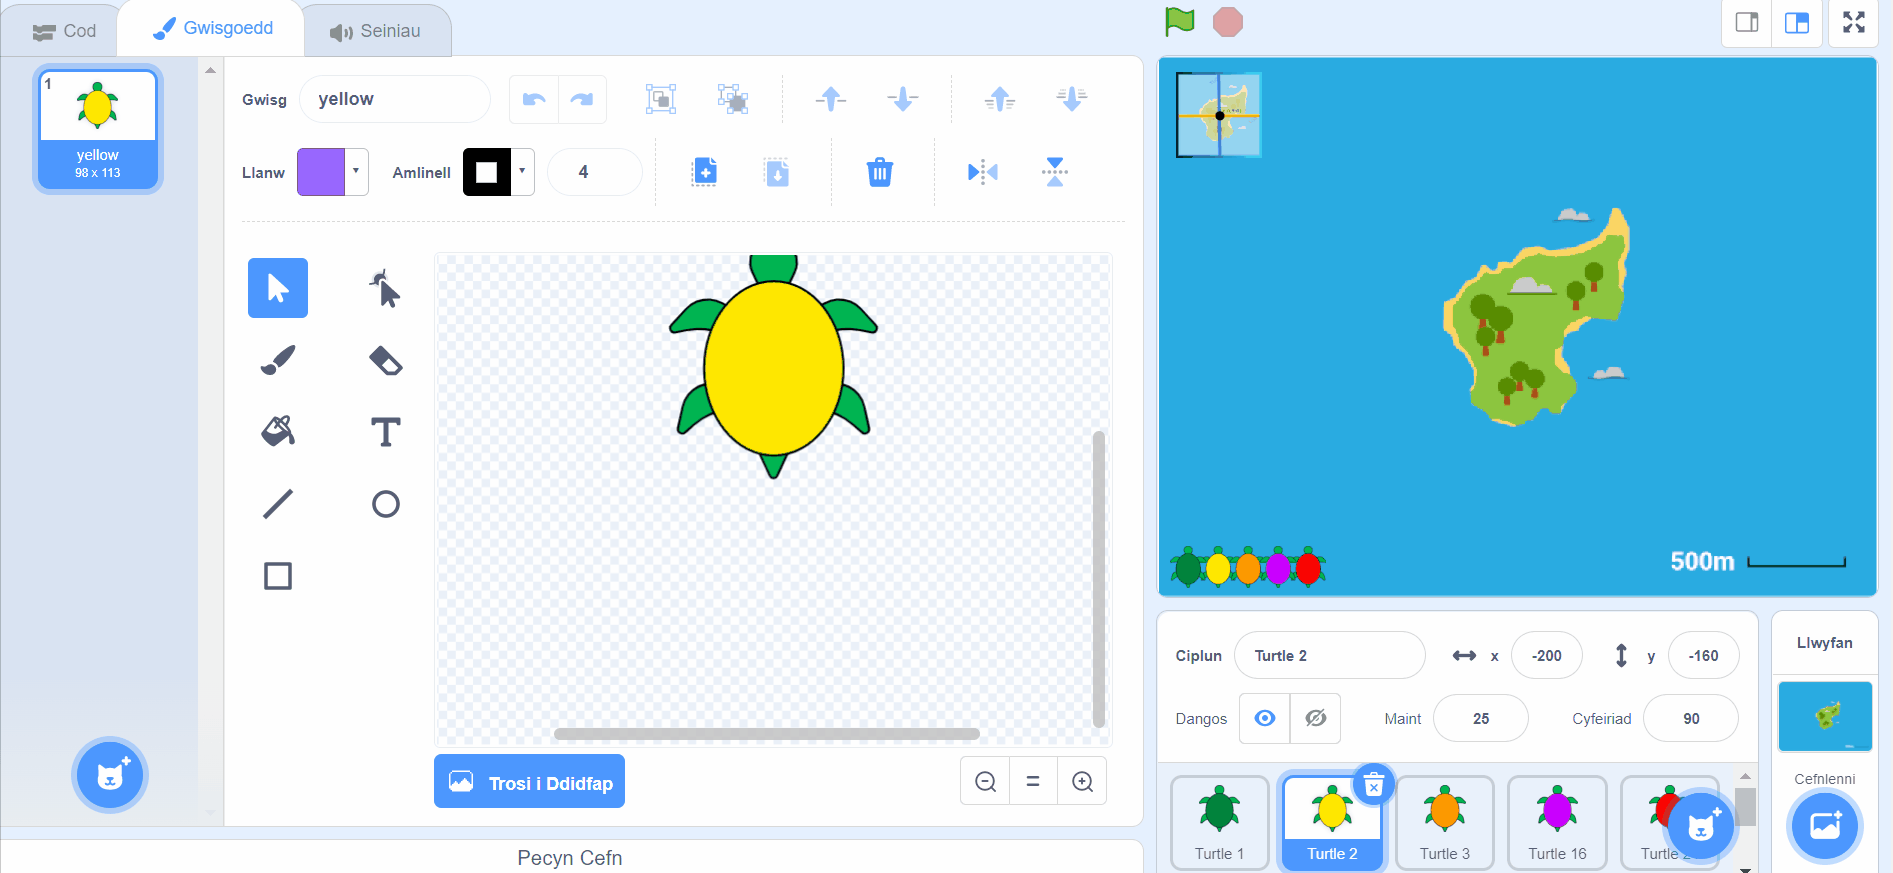 Cod
Gwisgoedd
Seiniau
1
yellow
98 x 113
Gwisg
yellow
Llanw
Amlinell
4
Trosi i Ddidfap
Pecyn Cefn
500m
Ciplun
Turtle 2
x
-200
y
-160
Dangos
Maint
25
Cyfeiriad
90
Turtle 1
Turtle 2
Turtle 3
Turtle 16
Turtle
Llwyfan
Cefnlenni